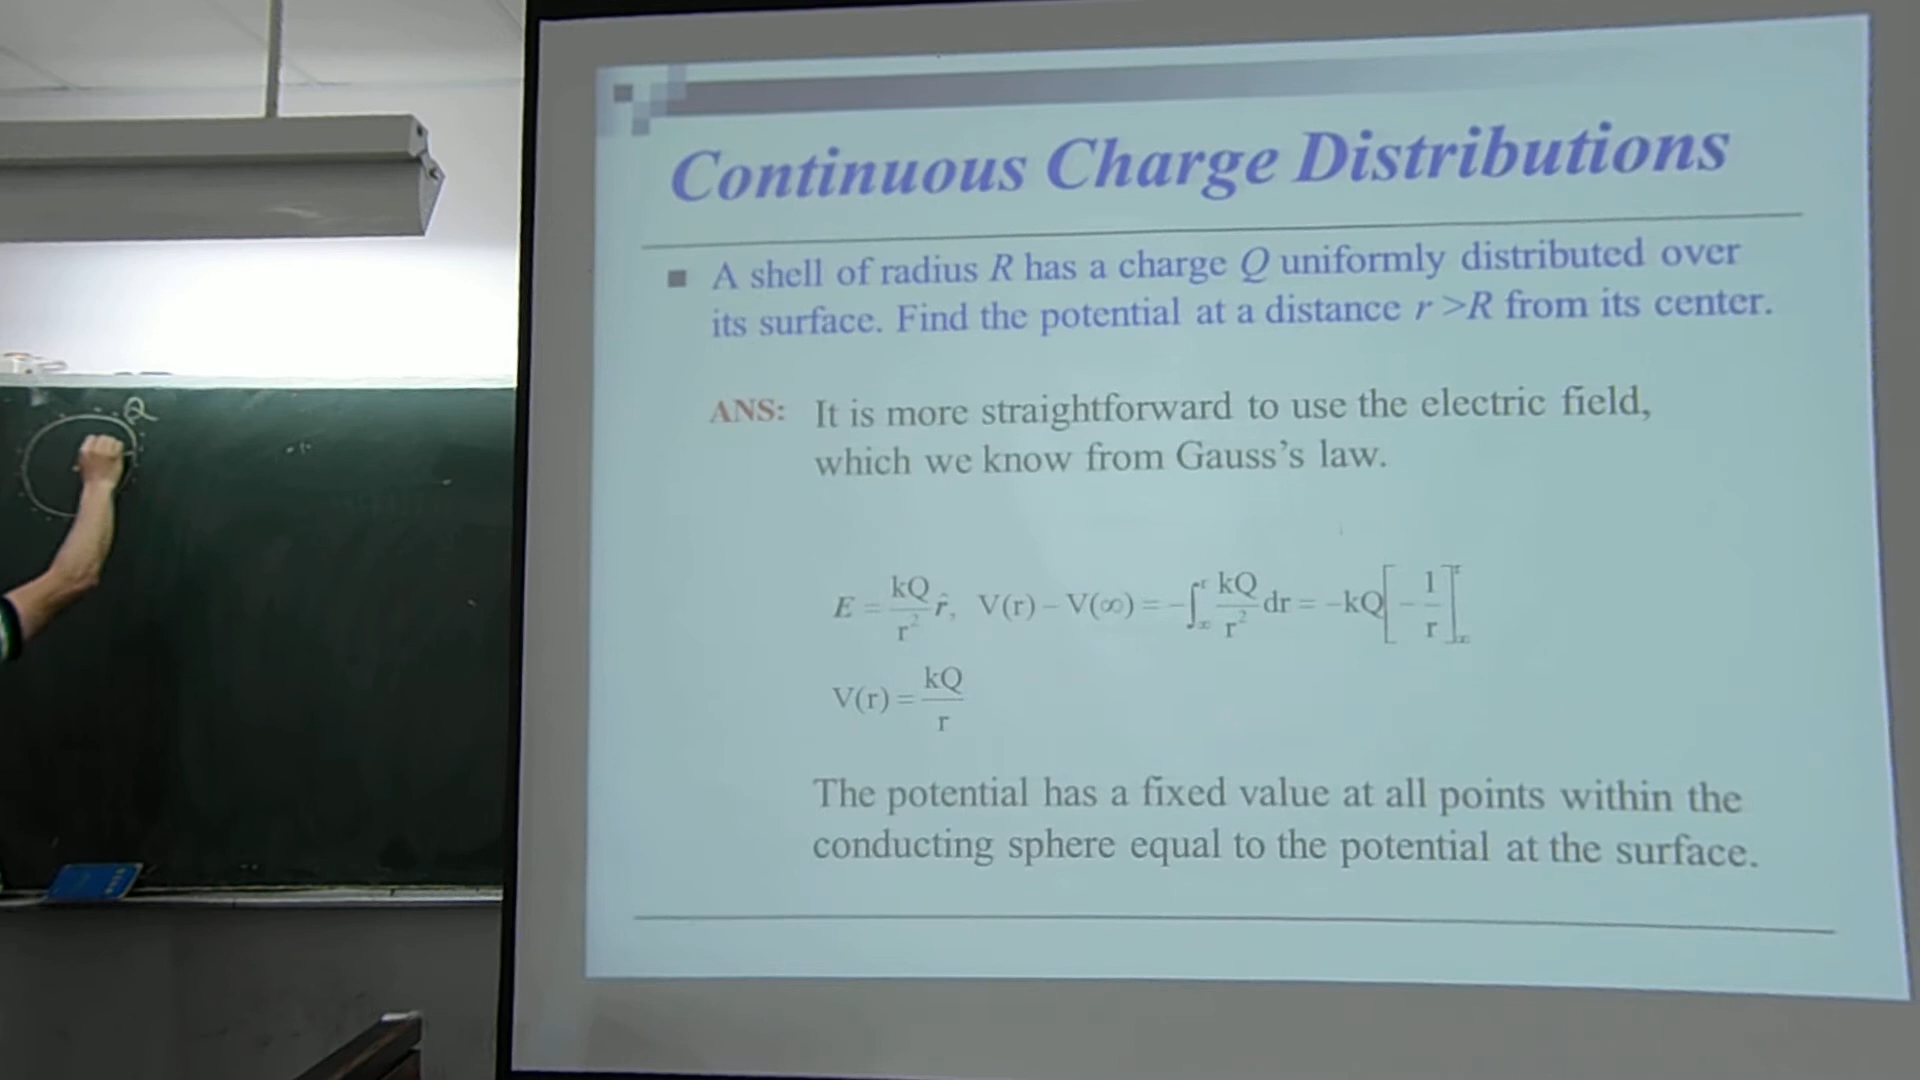 Continuous Charge Distributions
■ A shell of radius R has a charge Q uniformly distributed over
its surface. Find the potential at a distance r >R from its center.
ANS: It is more straightforward to use the electric field,
which we know from Gauss's law.
E = kQ/r² r̂, V(r) – V(∞) = –∫_∞^r kQ/r² dr = –kQ[–1/r]_∞^r
V(r) = kQ/r
The potential has a fixed value at all points within the
conducting sphere equal to the potential at the surface.
Q